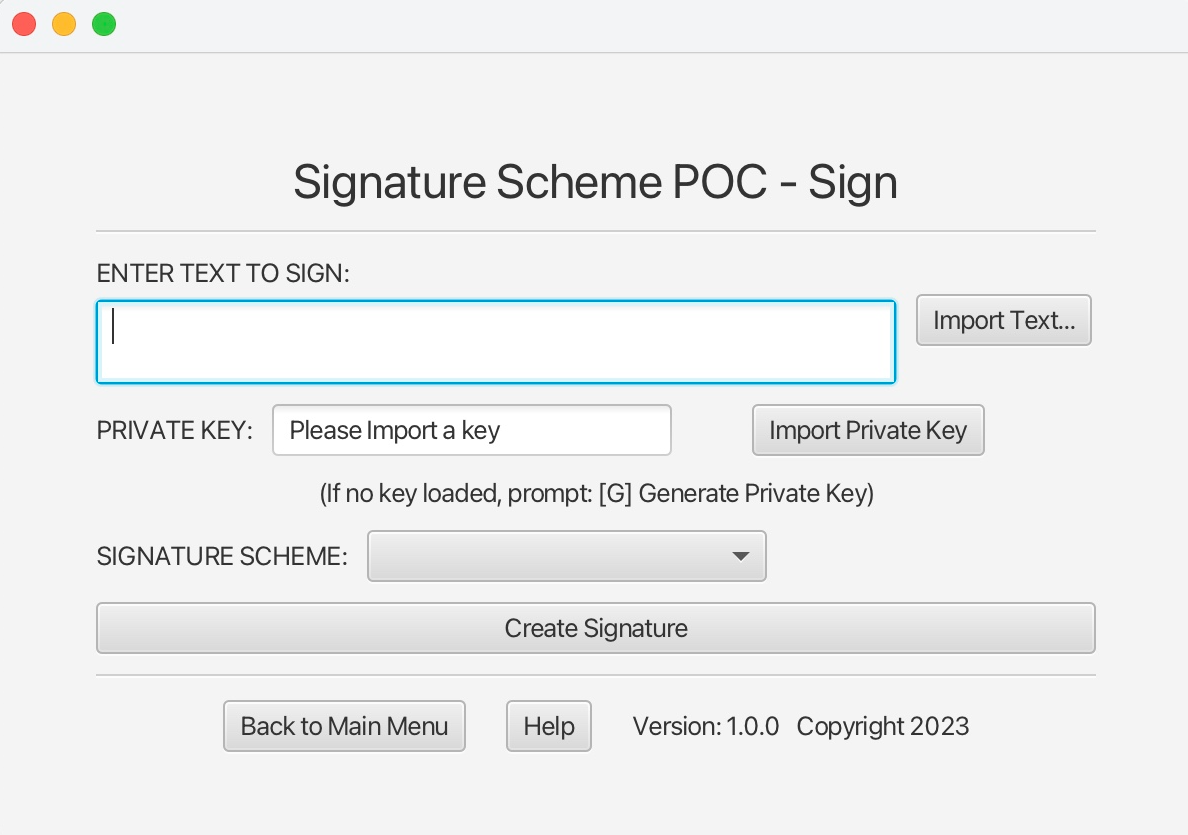 Signature Scheme POC - Sign
ENTER TEXT TO SIGN:
Import Text...
PRIVATE KEY: Please Import a key Import Private Key
(If no key loaded, prompt: [G] Generate Private Key)
SIGNATURE SCHEME:
Create Signature
Back to Main Menu Help Version: 1.0.0 Copyright 2023